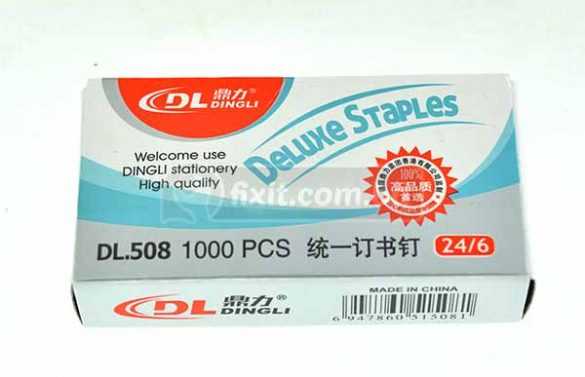 DL 鼎力®
DINGLI
DeLuxe STaPLes
Welcome use
DINGLI stationery
High quality
100%
高品质
首选
fixit.com
DL.508 1000 PCS 统一订书钉 24/6
DL 鼎力®
DINGLI
MADE IN CHINA
6 947860 515081